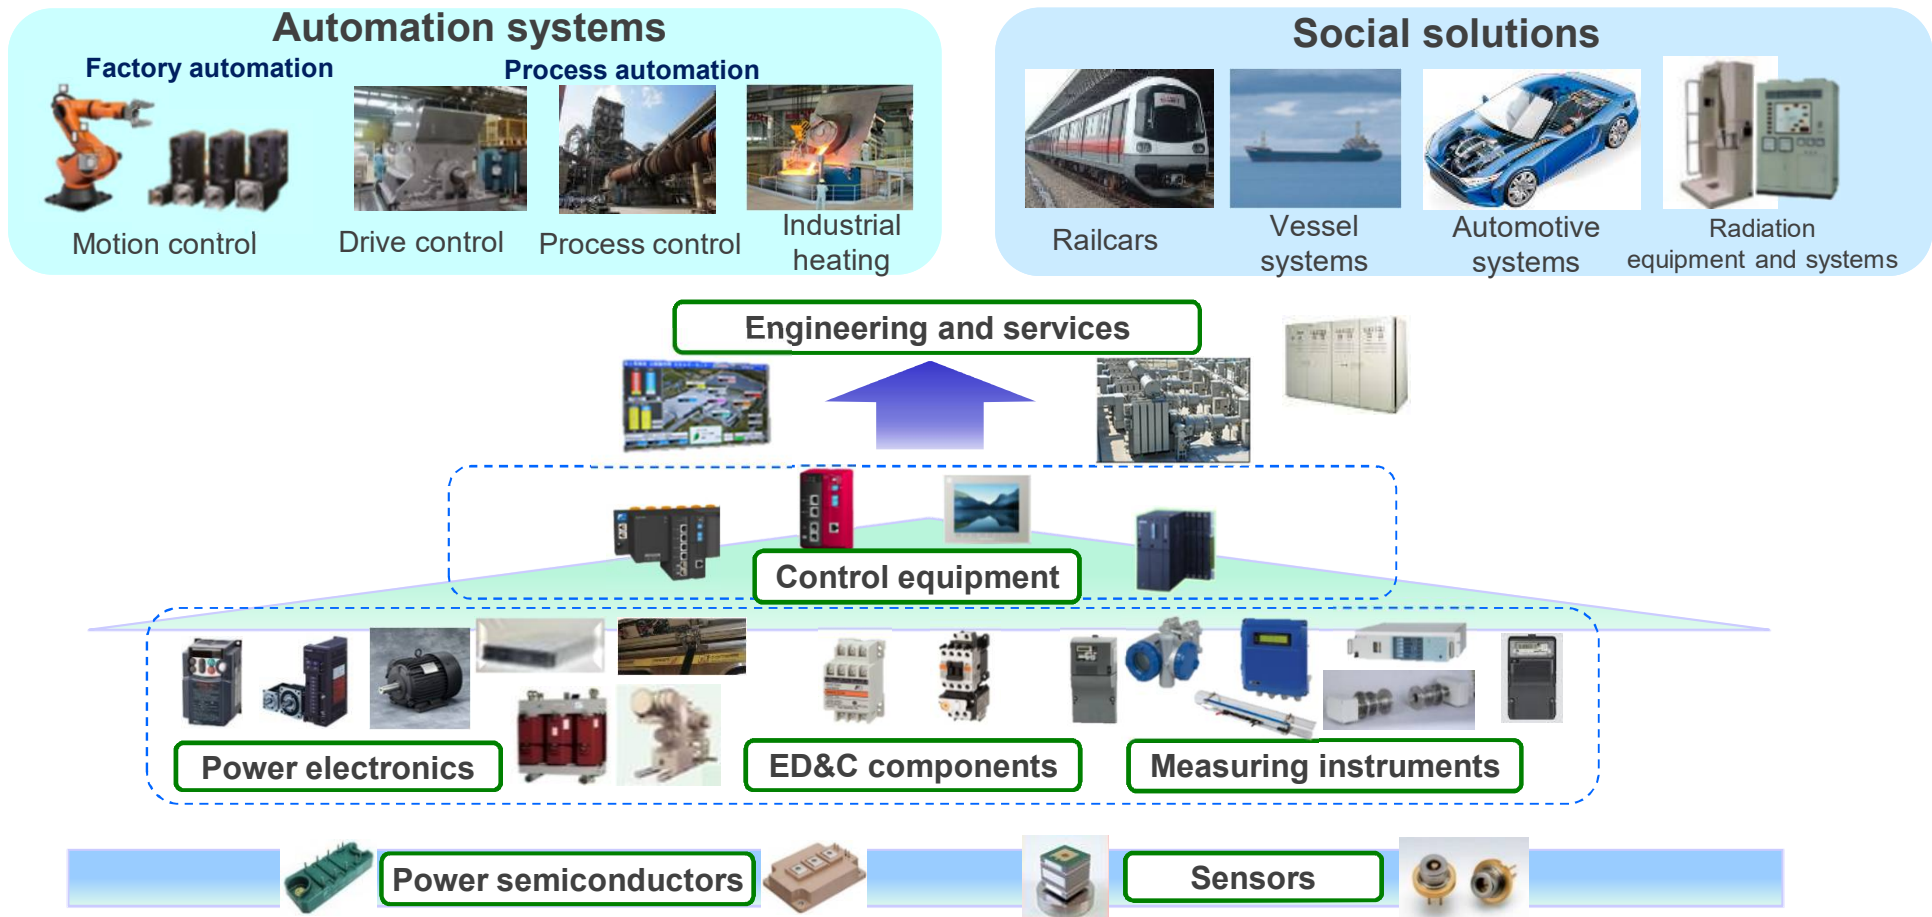 Automation systems
Factory automation
Process automation
Motion control
Drive control
Process control
Industrial
heating
Social solutions
Railcars
Vessel
systems
Automotive
systems
Radiation
equipment and systems
Engineering and services
Control equipment
Power electronics
ED&C components
Measuring instruments
Power semiconductors
Sensors